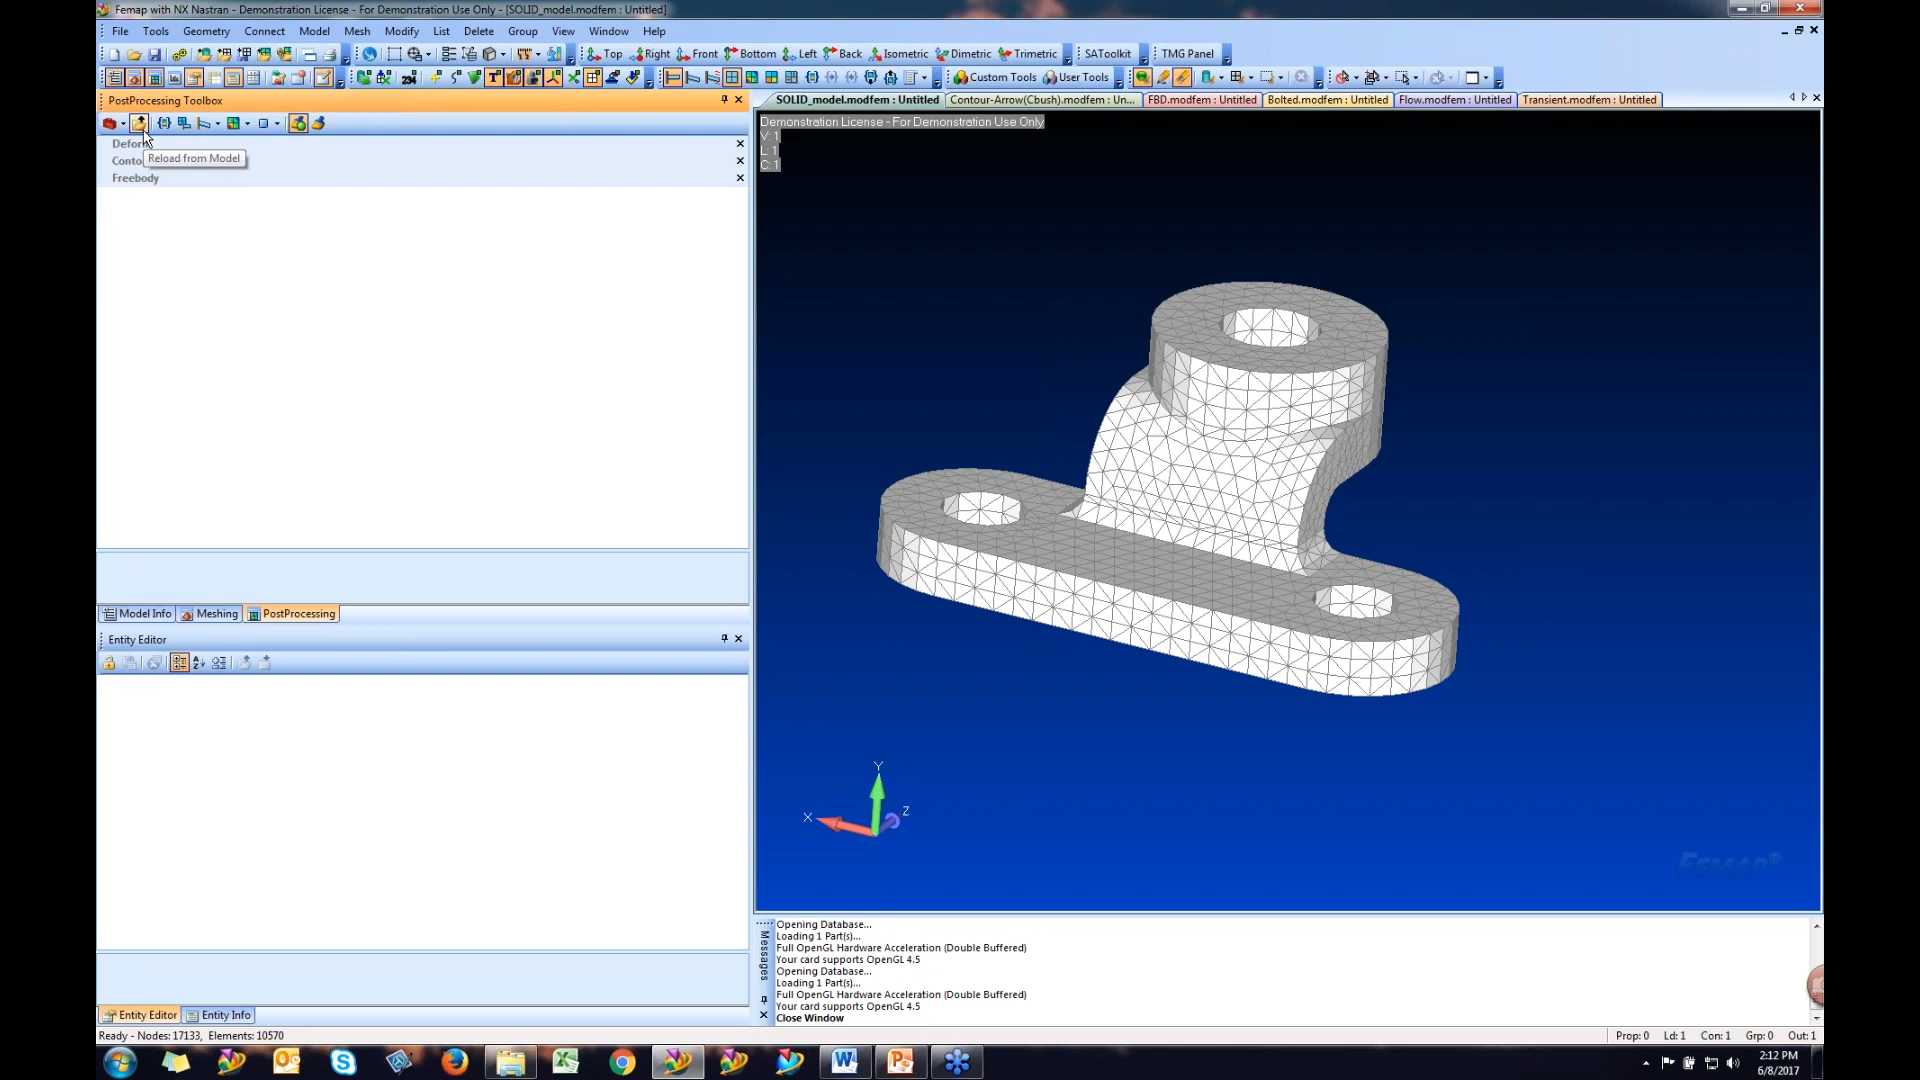 Femap with NX Nastran - Demonstration License - For Demonstration Use Only - [SOLID_model.modfem : Untitled]
File Tools Geometry Connect Model Mesh Modify List Delete Group View Window Help
Top Right Front Bottom Left Back Isometric Dimetric Trimetric SAToolkit TMG Panel
234 Custom Tools User Tools
PostProcessing Toolbox
SOLID_model.modfem : Untitled Contour-Arrow(Cbush).modfem : Un... FBD.modfem : Untitled Bolted.modfem : Untitled Flow.modfem : Untitled Transient.modfem : Untitled
Demonstration License - For Demonstration Use Only
V: 1
L: 1
C: 1
Deform
Conto
Reload from Model
Freebody
Model Info Meshing PostProcessing
Entity Editor
Y
X
Z
FEMAP®
Messages
Opening Database...
Loading 1 Part(s)...
Full OpenGL Hardware Acceleration (Double Buffered)
Your card supports OpenGL 4.5
Opening Database...
Loading 1 Part(s)...
Full OpenGL Hardware Acceleration (Double Buffered)
Your card supports OpenGL 4.5
Close Window
Entity Editor Entity Info
Ready - Nodes: 17133, Elements: 10570
Prop: 0 Ld: 1 Con: 1 Grp: 0 Out: 1
2:12 PM
6/8/2017